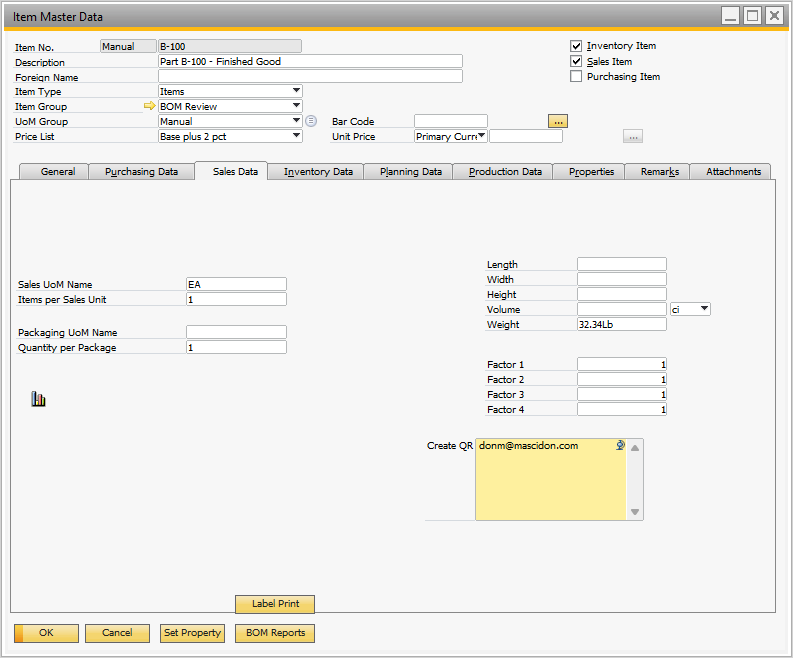 Item Master Data
Item No. Manual B-100
Inventory Item
Description Part B-100 - Finished Good
Sales Item
Foreign Name
Purchasing Item
Item Type Items
Item Group BOM Review
UoM Group Manual
Bar Code ...
Price List Base plus 2 pct
Unit Price Primary Curre ...
General Purchasing Data Sales Data Inventory Data Planning Data Production Data Properties Remarks Attachments
Length
Width
Sales UoM Name EA
Height
Items per Sales Unit 1
Volume ci
Weight 32.34Lb
Packaging UoM Name
Quantity per Package 1
Factor 1 1
Factor 2 1
Factor 3 1
Factor 4 1
Create QR donm@mascidon.com
Label Print
OK Cancel Set Property BOM Reports